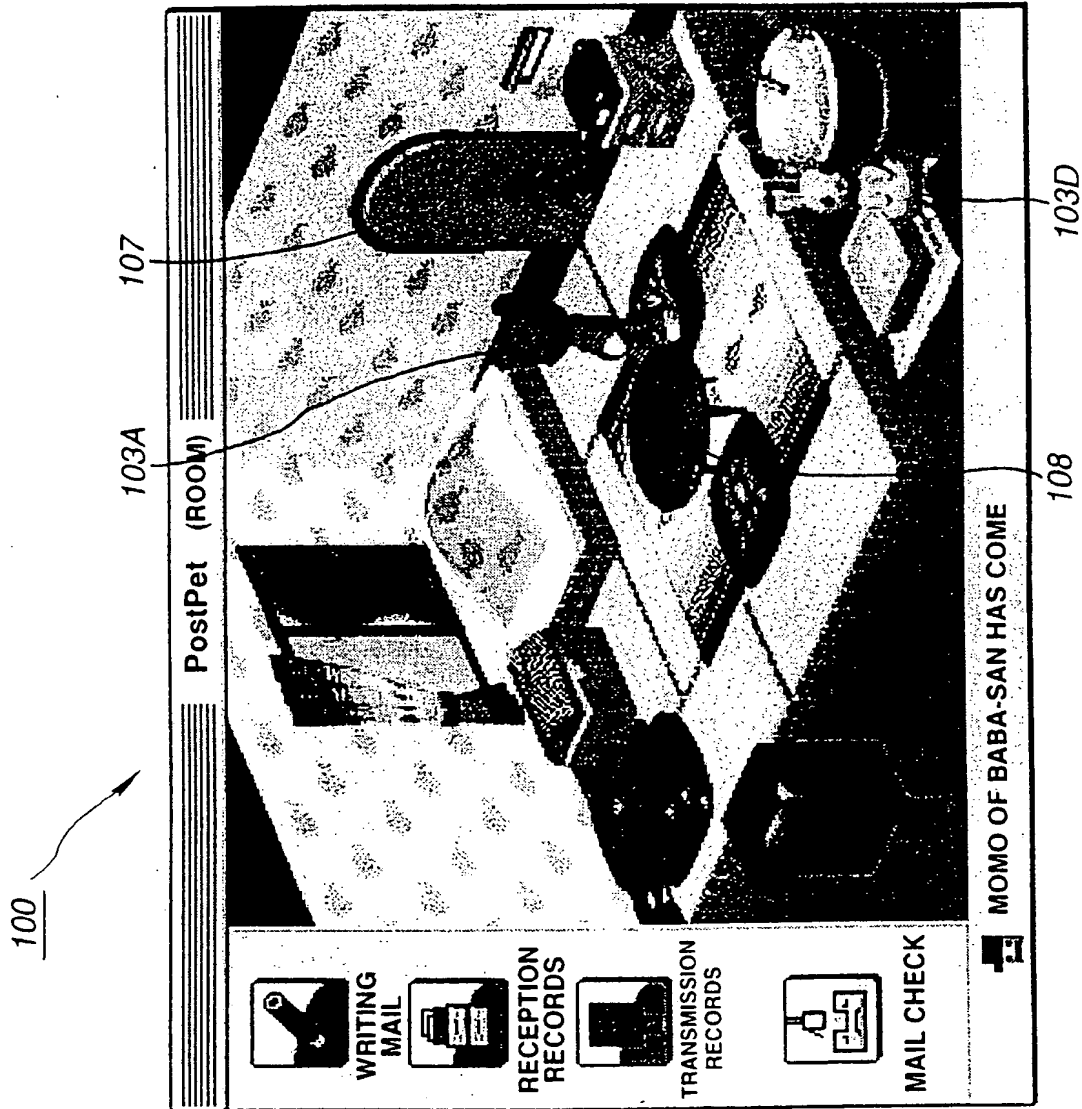 100
PostPet (ROOM)
103A
107
WRITING
MAIL
RECEPTION
RECORDS
TRANSMISSION
RECORDS
MAIL CHECK
MOMO OF BABA-SAN HAS COME
108
103D